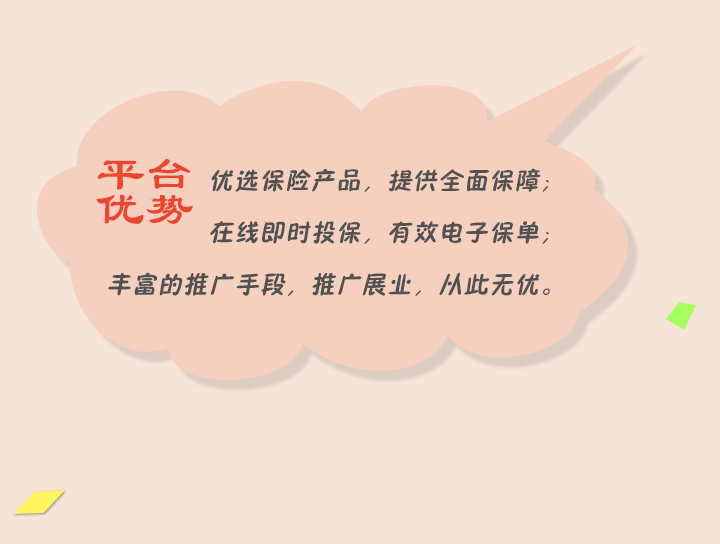 平台
优势
优选保险产品，提供全面保障；
在线即时投保，有效电子保单；
丰富的推广手段，推广展业，从此无优。